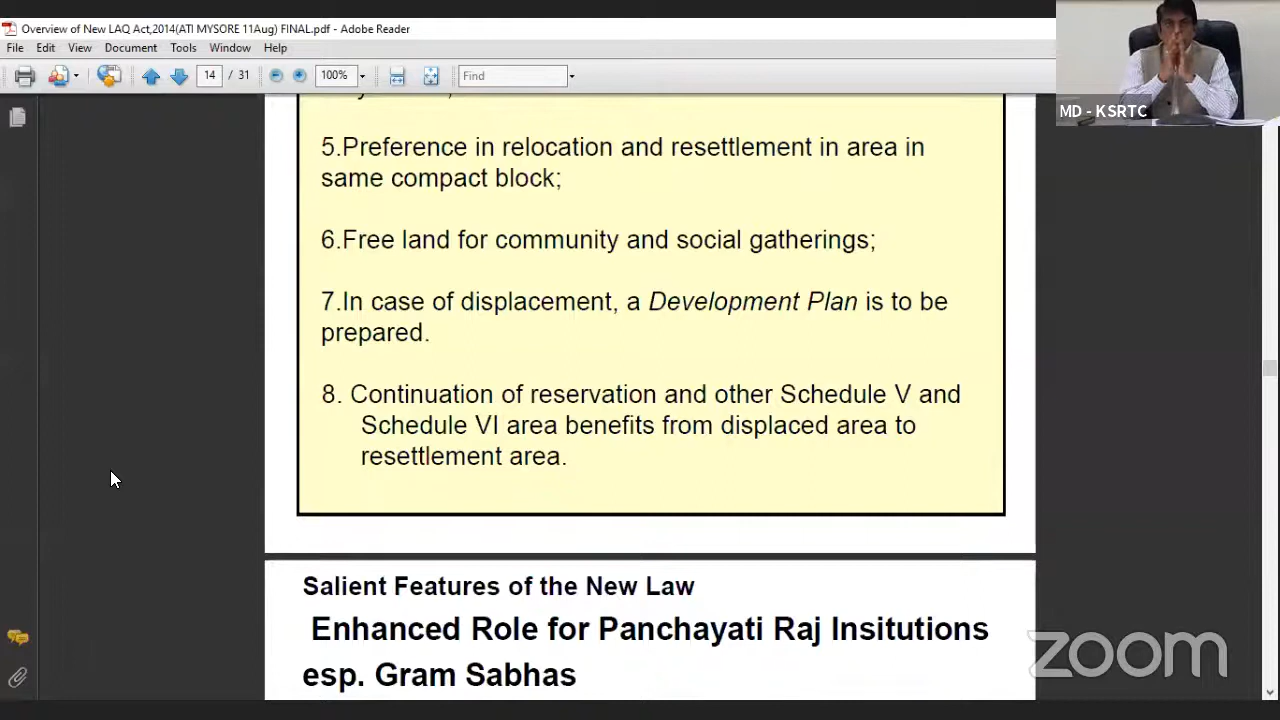 Overview of New LAQ Act,2014(ATI MYSORE 11Aug) FINAL.pdf - Adobe Reader
File Edit View Document Tools Window Help
14 / 31 100% Find
MD - KSRTC
5.Preference in relocation and resettlement in area in
same compact block;
6.Free land for community and social gatherings;
7.In case of displacement, a Development Plan is to be
prepared.
8. Continuation of reservation and other Schedule V and
Schedule VI area benefits from displaced area to
resettlement area.
Salient Features of the New Law
Enhanced Role for Panchayati Raj Insitutions
esp. Gram Sabhas
zoom